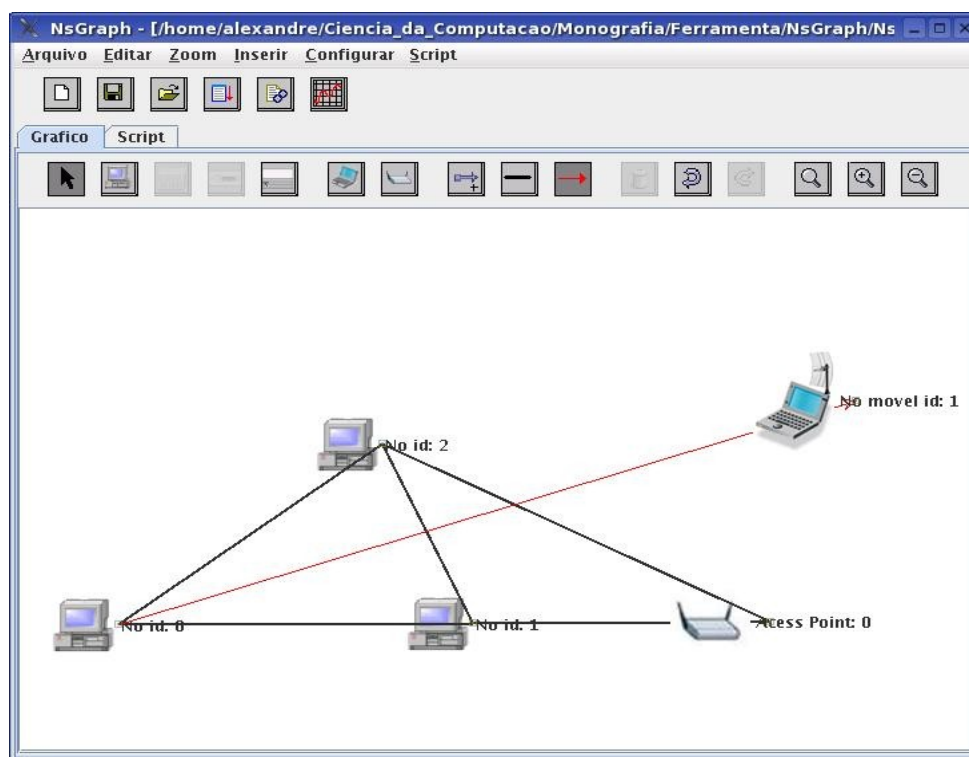 NsGraph - [/home/alexandre/Ciencia_da_Computacao/Monografia/Ferramenta/NsGraph/Ns
Arquivo Editar Zoom Inserir Configurar Script
Grafico Script
No movel id: 1
No id: 2
No id: 0
No id: 1
Acess Point: 0